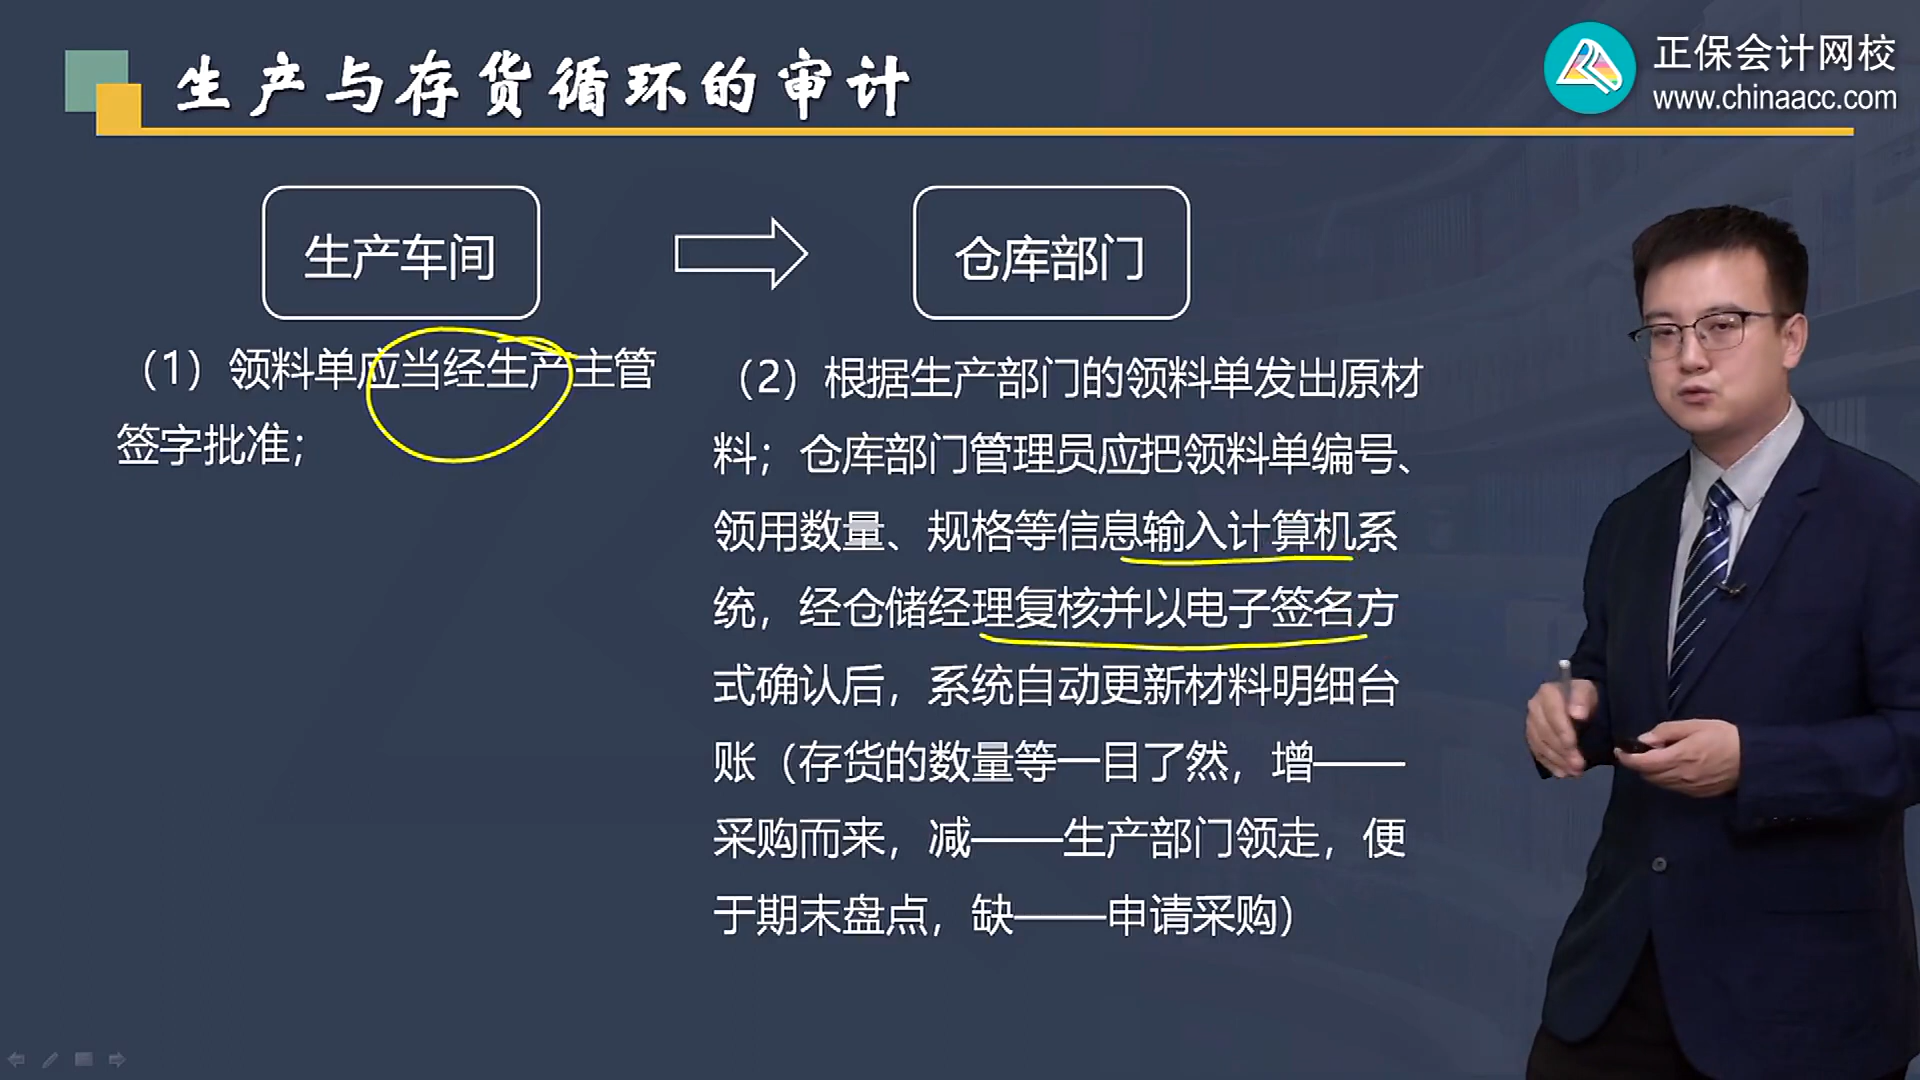 生产与存货循环的审计
正保会计网校
www.chinaacc.com
生产车间
仓库部门
（1）领料单应当经生产主管
签字批准；
（2）根据生产部门的领料单发出原材
料；仓库部门管理员应把领料单编号、
领用数量、规格等信息输入计算机系
统，经仓储经理复核并以电子签名方
式确认后，系统自动更新材料明细台
账（存货的数量等一目了然，增——
采购而来，减——生产部门领走，便
于期末盘点，缺——申请采购）